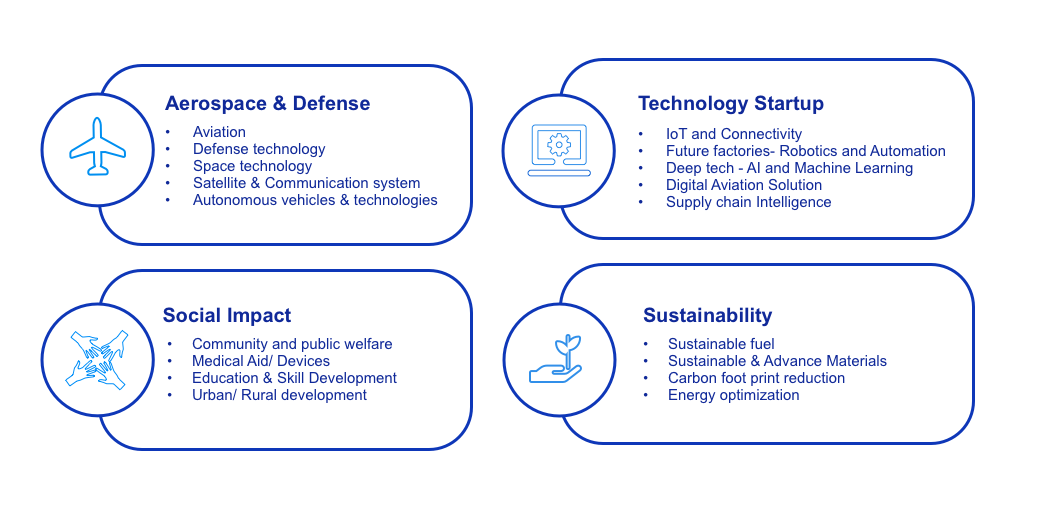 Aerospace & Defense
• Aviation
• Defense technology
• Space technology
• Satellite & Communication system
• Autonomous vehicles & technologies
Technology Startup
• IoT and Connectivity
• Future factories- Robotics and Automation
• Deep tech - AI and Machine Learning
• Digital Aviation Solution
• Supply chain Intelligence
Social Impact
• Community and public welfare
• Medical Aid/ Devices
• Education & Skill Development
• Urban/ Rural development
Sustainability
• Sustainable fuel
• Sustainable & Advance Materials
• Carbon foot print reduction
• Energy optimization